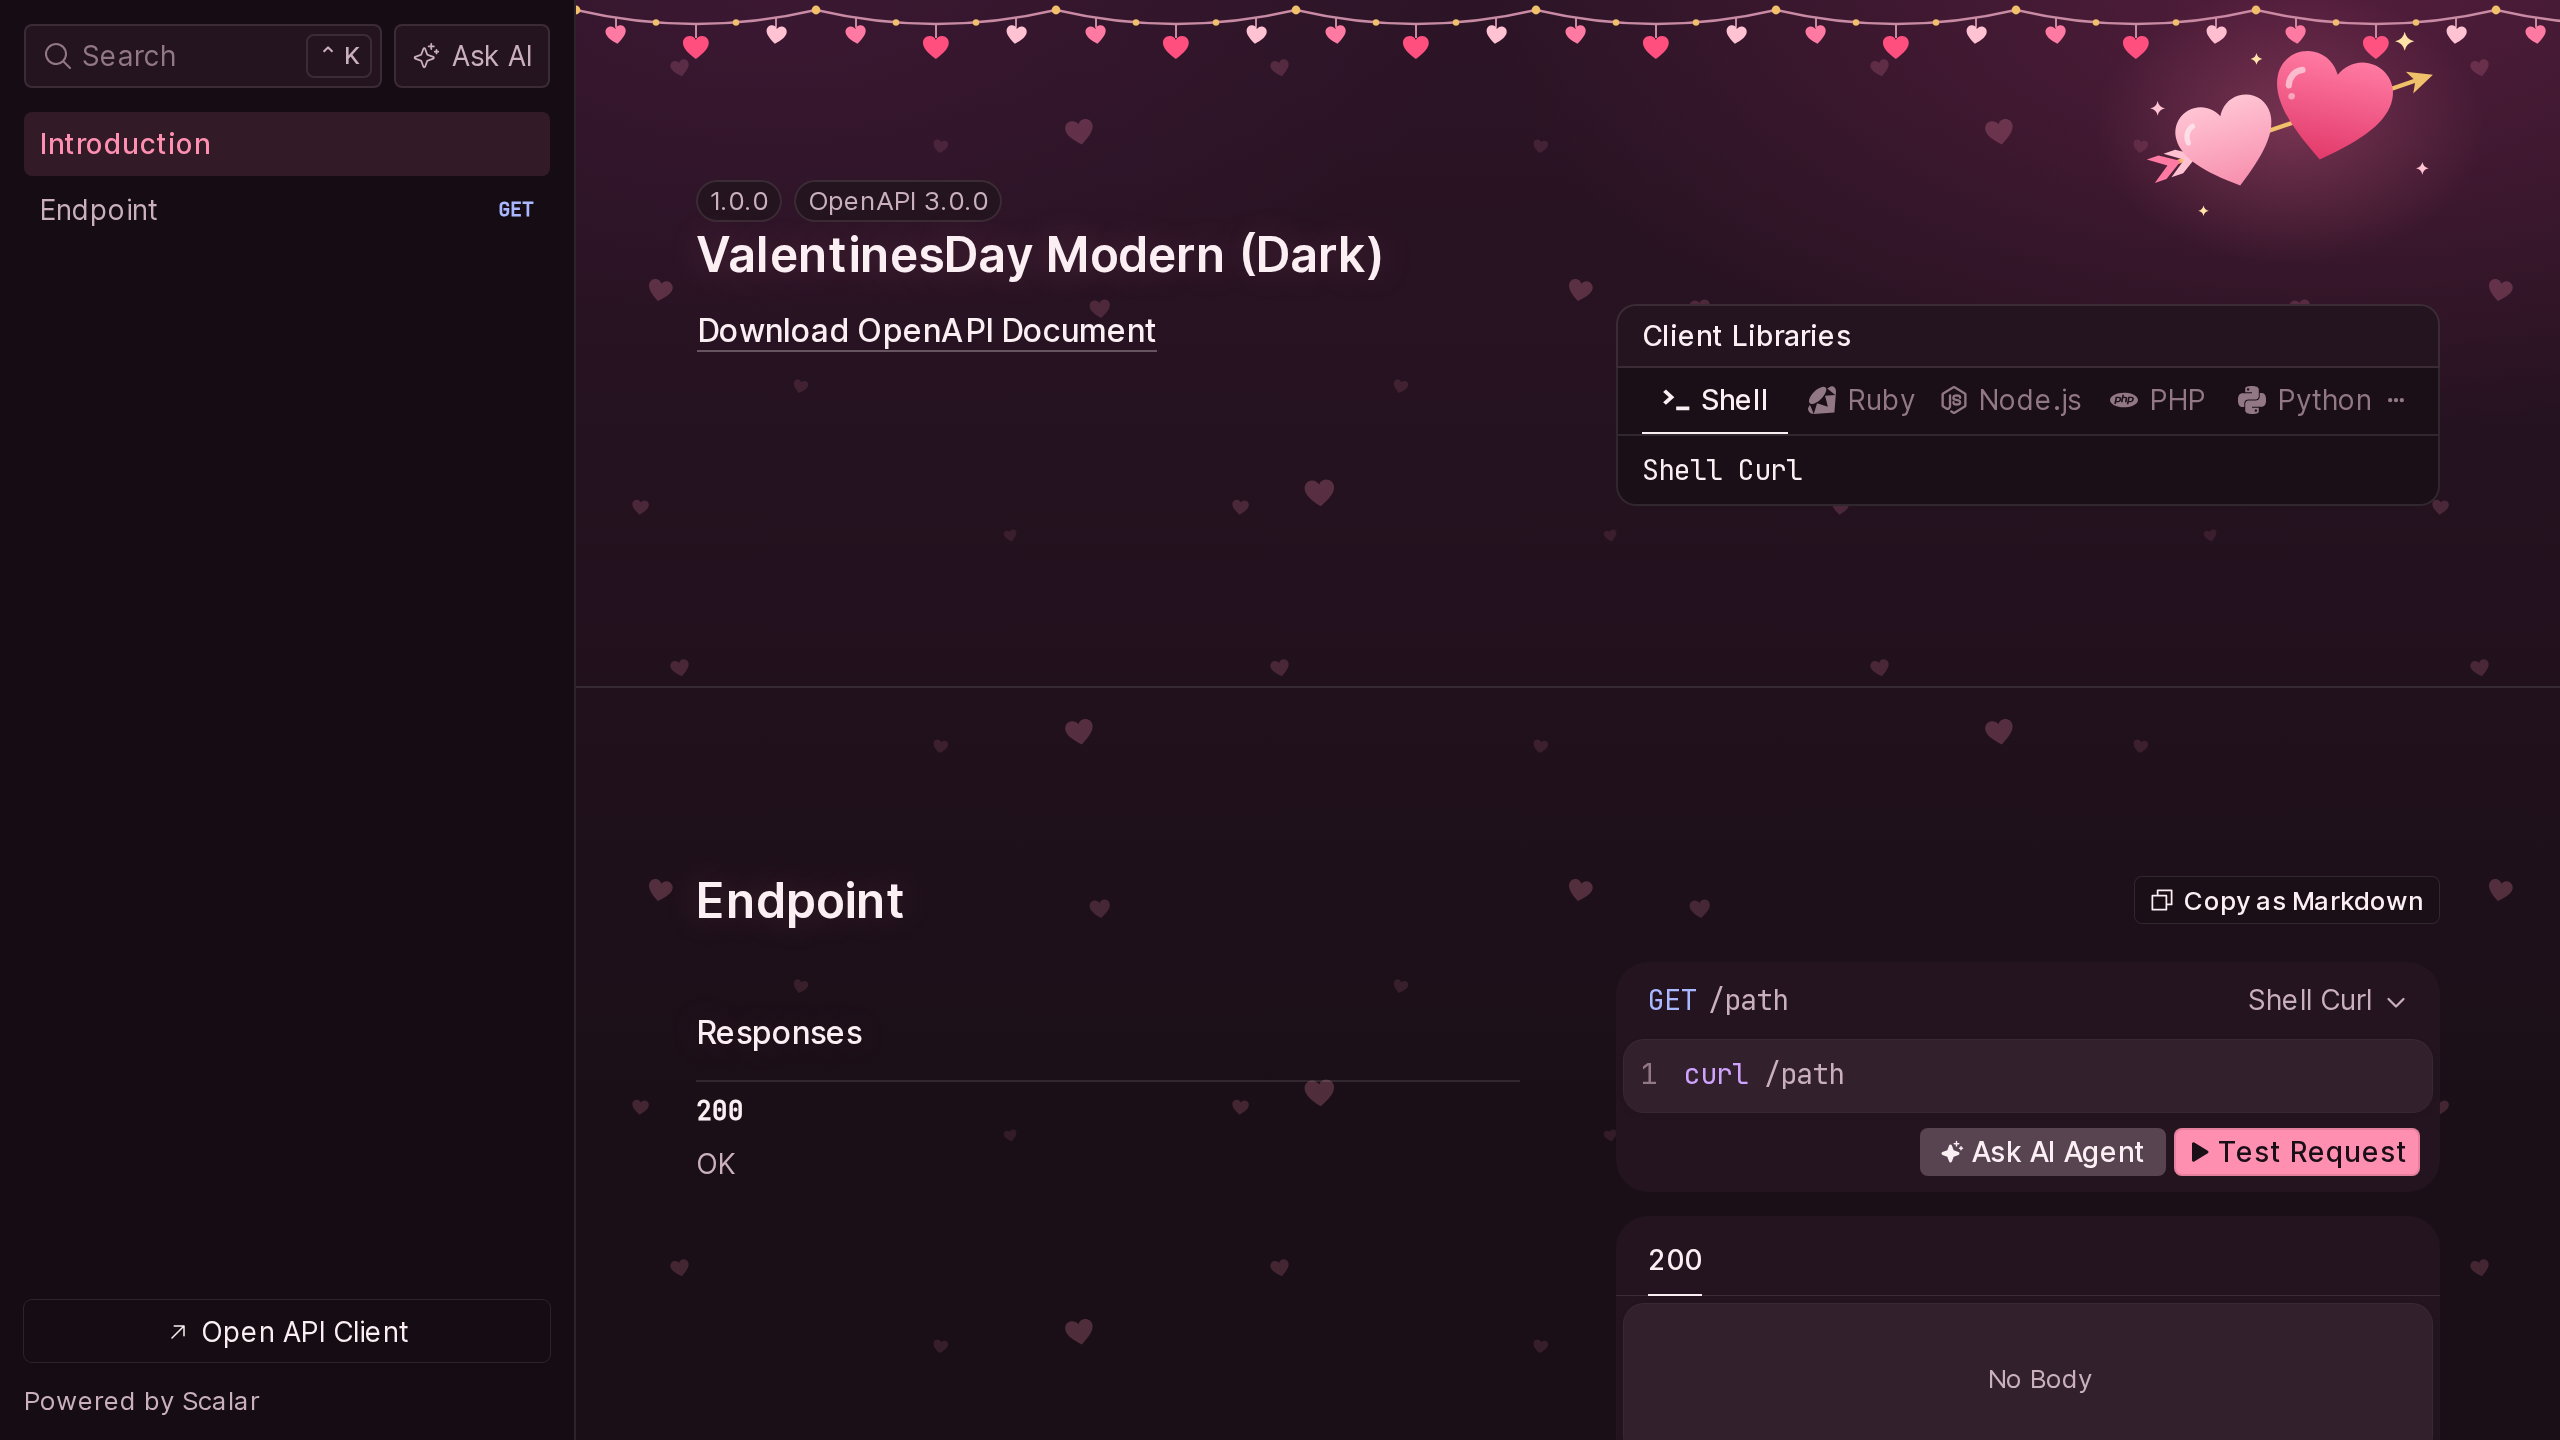 Search
⌃ K
Ask AI
Introduction
Endpoint
GET
Open API Client
Powered by Scalar
1.0.0
OpenAPI 3.0.0
ValentinesDay Modern (Dark)
Download OpenAPI Document
Client Libraries
Shell
Ruby
Node.js
PHP
Python
Shell Curl
Endpoint
Copy as Markdown
Responses
200
OK
GET /path
Shell Curl
1 curl /path
Ask AI Agent
Test Request
200
No Body